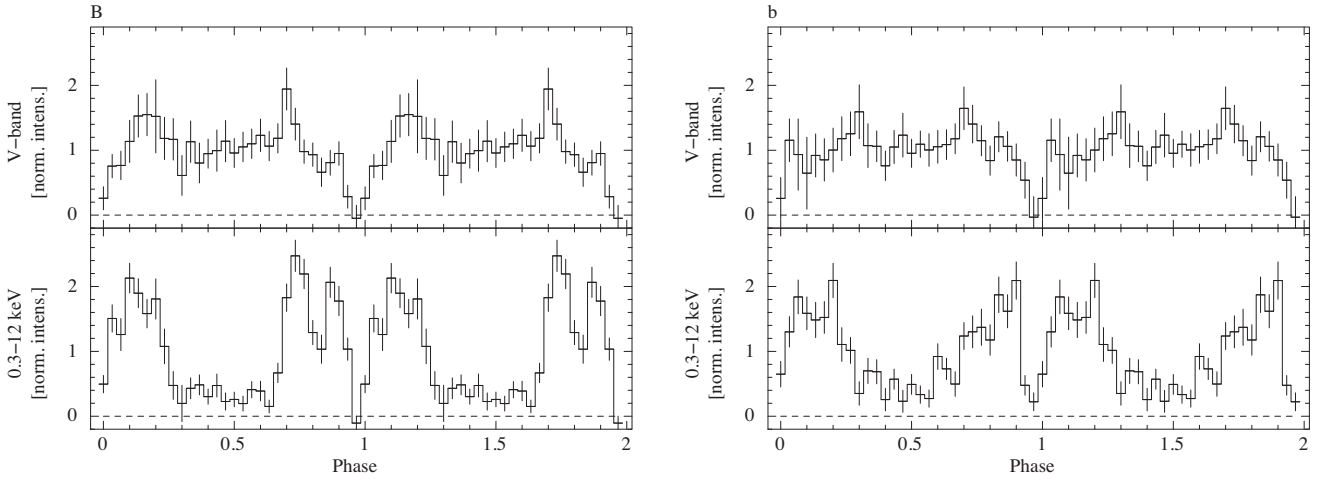 B
V−band
[norm. intens.]
2
1
0
0.3−12 keV
[norm. intens.]
2
1
0
0
0.5
1
1.5
2
Phase
b
V−band
[norm. intens.]
2
1
0
0.3−12 keV
[norm. intens.]
2
1
0
0
0.5
1
1.5
2
Phase